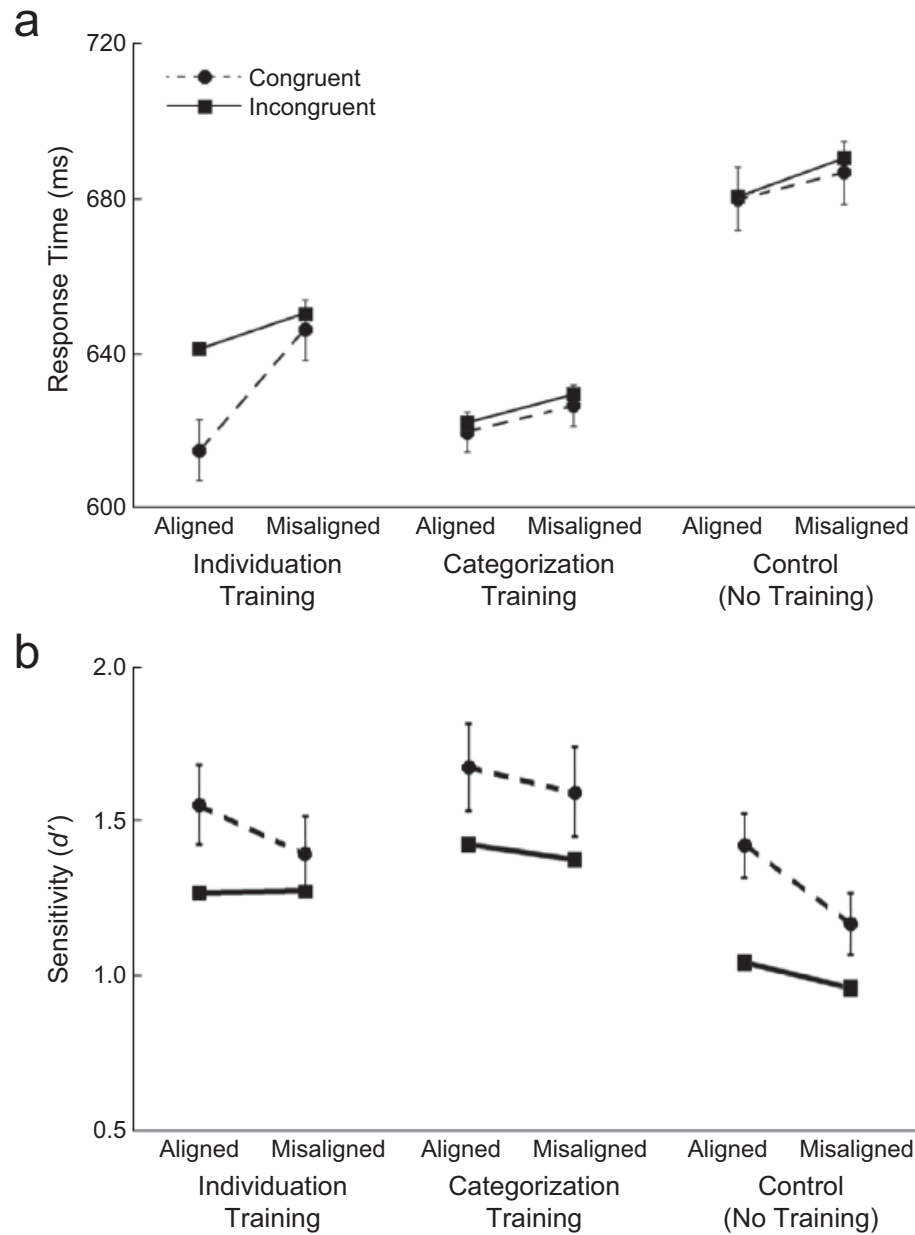 a
720
Congruent
Incongruent
680
Response Time (ms)
640
600
Aligned Misaligned Aligned Misaligned Aligned Misaligned
Individuation Training Categorization Training Control (No Training)
b
2.0
1.5
Sensitivity (d′)
1.0
0.5
Aligned Misaligned Aligned Misaligned Aligned Misaligned
Individuation Training Categorization Training Control (No Training)